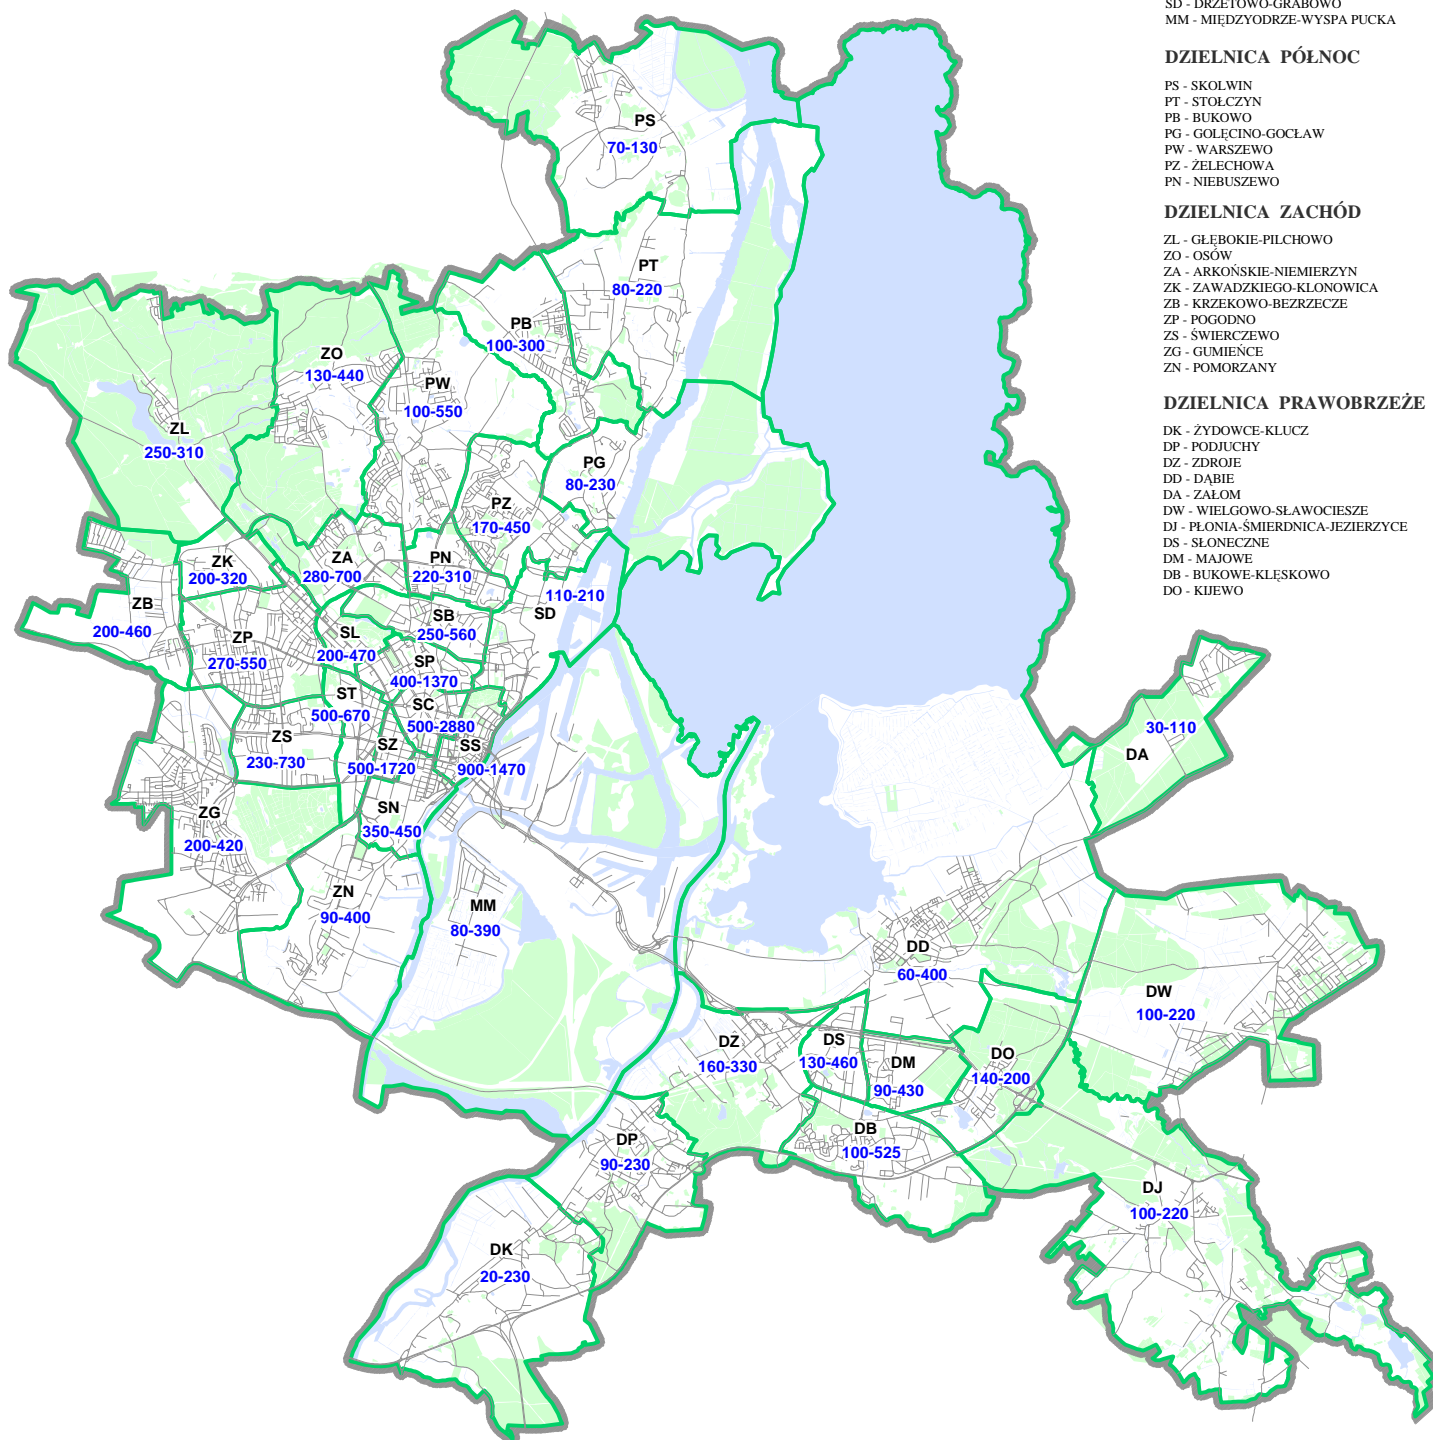 SD - DRZETOWO-GRABOWO
MM - MIĘDZYODRZE-WYSPA PUCKA
DZIELNICA PÓŁNOC
PS - SKOLWIN
PT - STOŁCZYN
PB - BUKOWO
PG - GOLĘCINO-GOCŁAW
PW - WARSZEWO
PZ - ŻELECHOWA
PN - NIEBUSZEWO
DZIELNICA ZACHÓD
ZL - GŁĘBOKIE-PILCHOWO
ZO - OSÓW
ZA - ARKOŃSKIE-NIEMIERZYN
ZK - ZAWADZKIEGO-KLONOWICA
ZB - KRZEKOWO-BEZRZECZE
ZP - POGODNO
ZS - ŚWIERCZEWO
ZG - GUMIEŃCE
ZN - POMORZANY
DZIELNICA PRAWOBRZEŻE
DK - ŻYDOWCE-KLUCZ
DP - PODJUCHY
DZ - ZDROJE
DD - DĄBIE
DA - ZAŁOM
DW - WIELGOWO-SŁAWOCIESZE
DJ - PŁONIA-ŚMIERDNICA-JEZIERZYCE
DS - SŁONECZNE
DM - MAJOWE
DB - BUKOWE-KLĘSKOWO
DO - KIJEWO
PS
70-130
PT
80-220
PB
100-300
ZO
130-440
PW
100-550
ZL
250-310
PG
80-230
PZ
170-450
ZK
200-320
ZA
280-700
PN
220-310
110-210
SD
ZB
200-460
ZP
270-550
SL
200-470
SB
250-560
SP
400-1370
ST
500-670
SC
500-2880
ZS
230-730
SZ
500-1720
SS
900-1470
30-110
DA
ZG
200-420
SN
350-450
ZN
90-400
MM
80-390
DD
60-400
DW
100-220
DZ
160-330
DS
130-460
DM
90-430
DO
140-200
DP
90-230
DB
100-525
DJ
100-220
DK
20-230